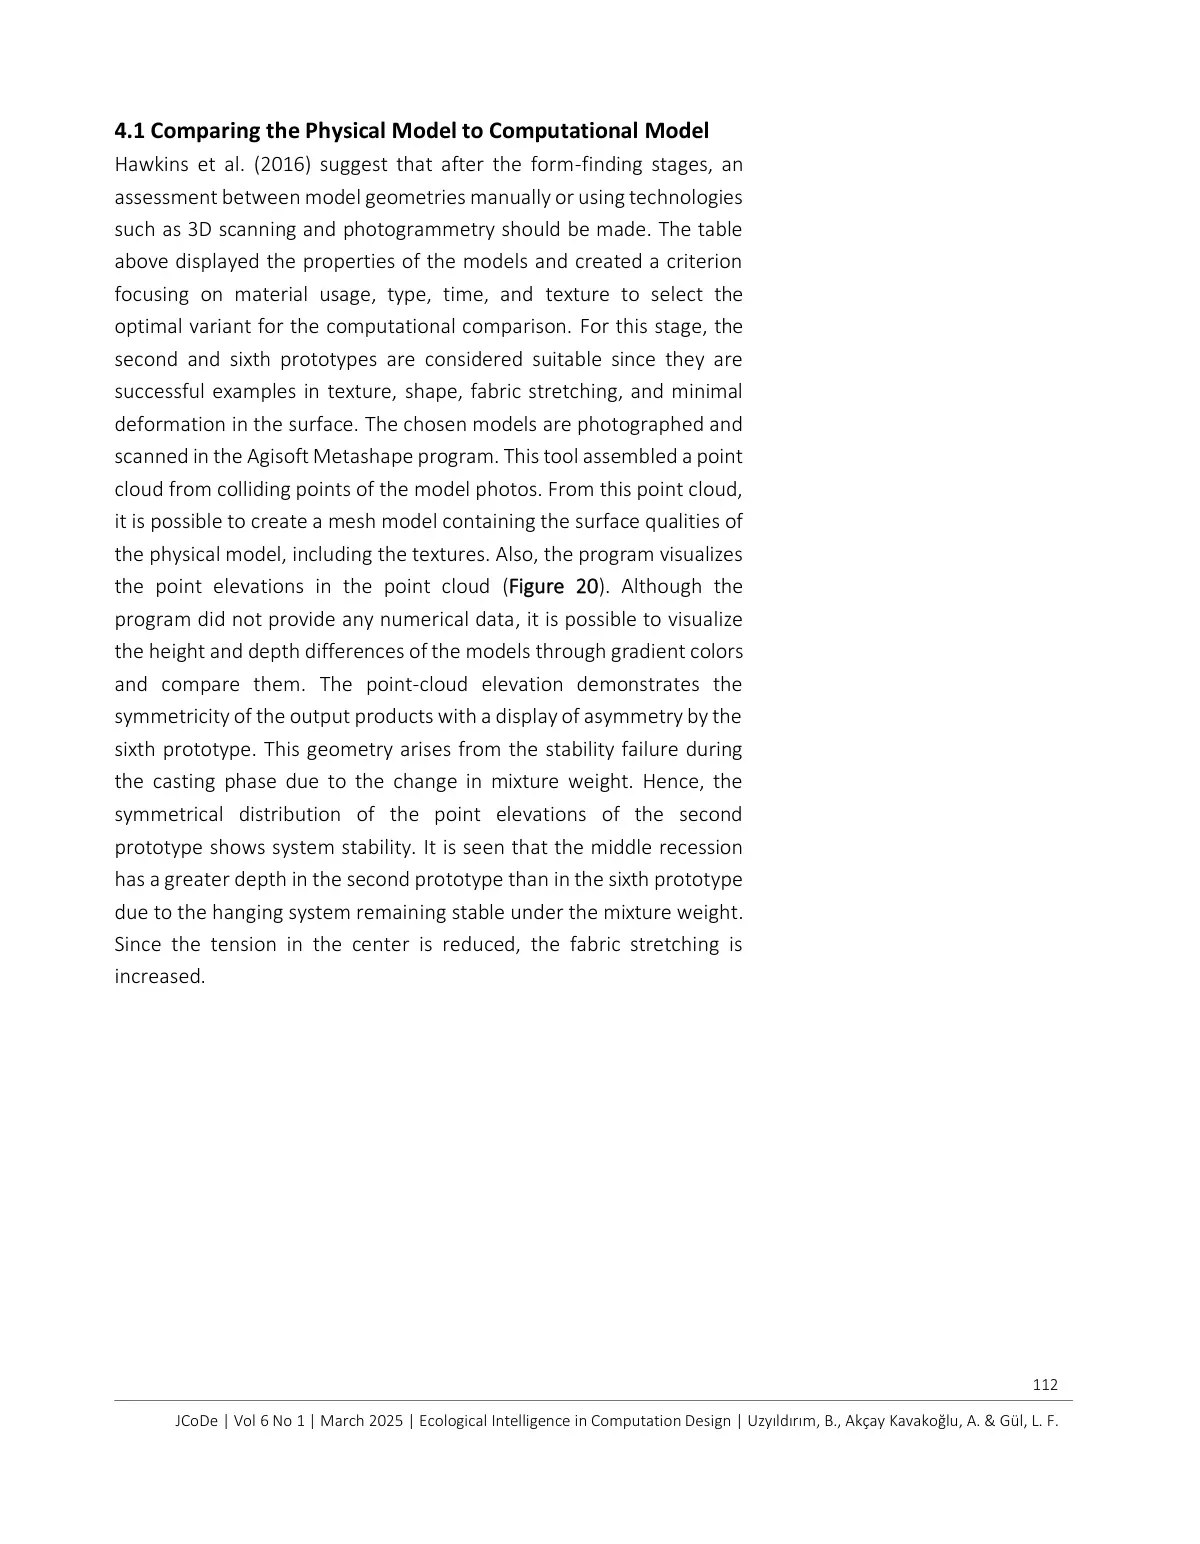 4.1 Comparing the Physical Model to Computational Model
Hawkins et al. (2016) suggest that after the form-finding stages, an
assessment between model geometries manually or using technologies
such as 3D scanning and photogrammetry should be made. The table
above displayed the properties of the models and created a criterion
focusing on material usage, type, time, and texture to select the
optimal variant for the computational comparison. For this stage, the
second and sixth prototypes are considered suitable since they are
successful examples in texture, shape, fabric stretching, and minimal
deformation in the surface. The chosen models are photographed and
scanned in the Agisoft Metashape program. This tool assembled a point
cloud from colliding points of the model photos. From this point cloud,
it is possible to create a mesh model containing the surface qualities of
the physical model, including the textures. Also, the program visualizes
the point elevations in the point cloud (Figure 20). Although the
program did not provide any numerical data, it is possible to visualize
the height and depth differences of the models through gradient colors
and compare them. The point-cloud elevation demonstrates the
symmetricity of the output products with a display of asymmetry by the
sixth prototype. This geometry arises from the stability failure during
the casting phase due to the change in mixture weight. Hence, the
symmetrical distribution of the point elevations of the second
prototype shows system stability. It is seen that the middle recession
has a greater depth in the second prototype than in the sixth prototype
due to the hanging system remaining stable under the mixture weight.
Since the tension in the center is reduced, the fabric stretching is
increased.
112
JCoDe | Vol 6 No 1 | March 2025 | Ecological Intelligence in Computation Design | Uzyıldırım, B., Akçay Kavakoğlu, A. & Gül, L. F.